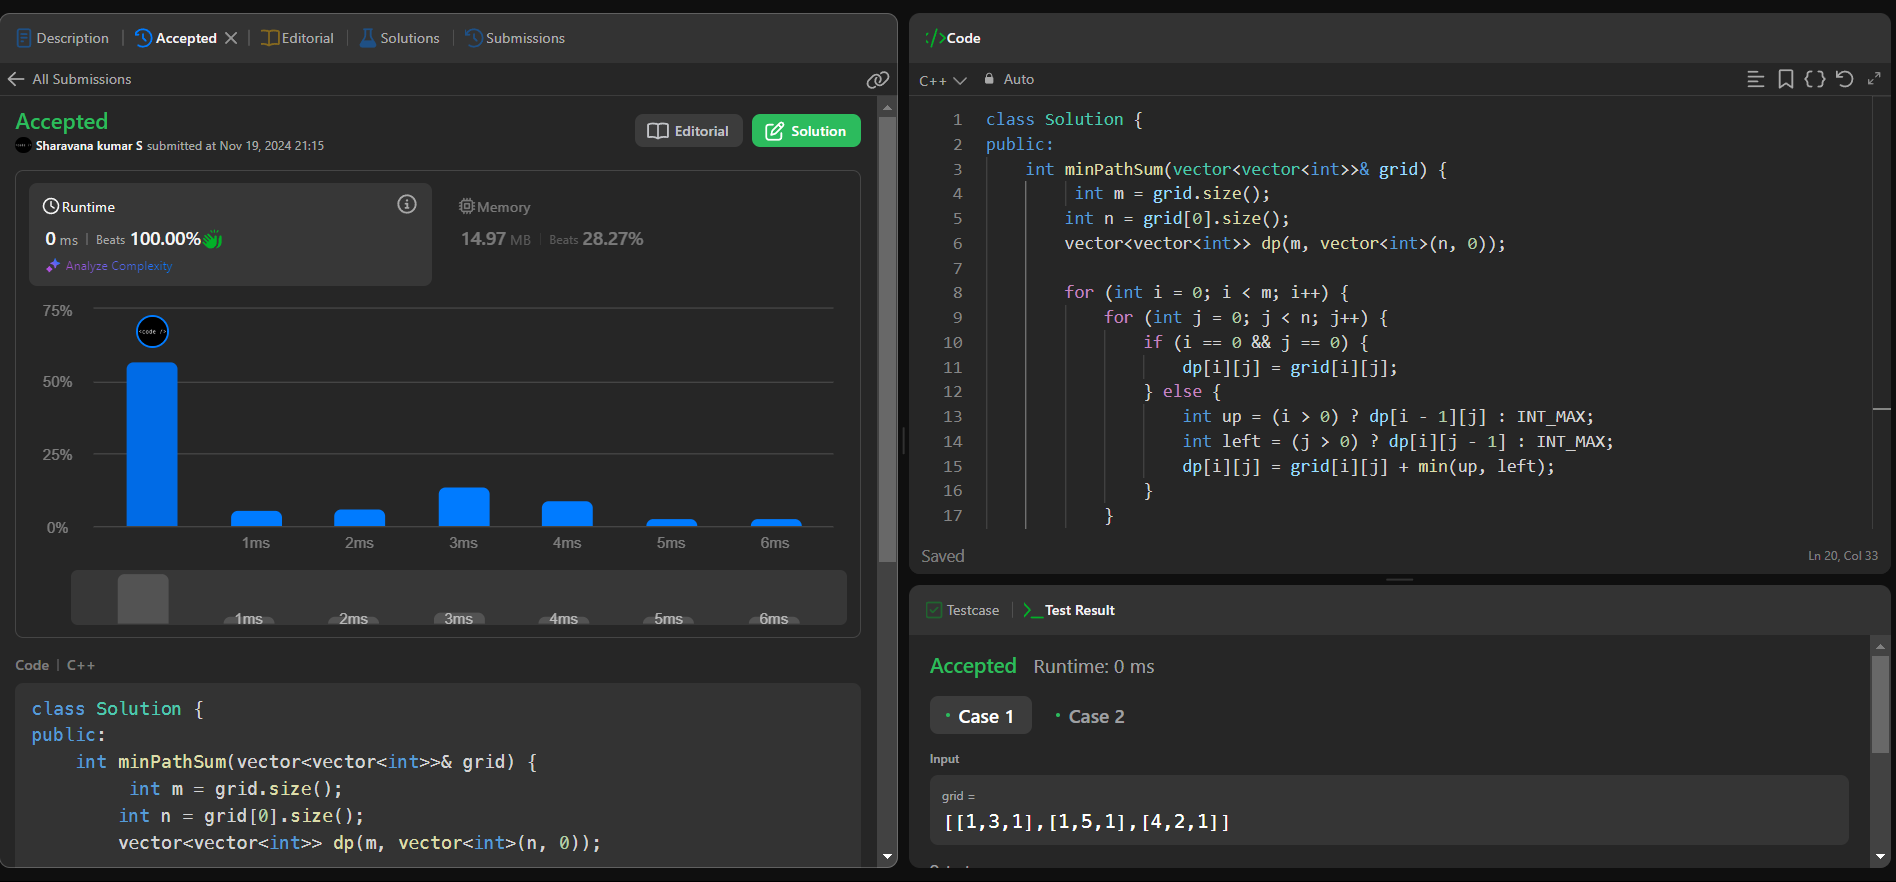 Description | Accepted | Editorial | Solutions | Submissions
All Submissions
Accepted
Sharavana kumar S submitted at Nov 19, 2024 21:15
Editorial
Solution
Runtime
0 ms | Beats 100.00%
Analyze Complexity
Memory
14.97 MB | Beats 28.27%
75%
50%
25%
0%
<code />
1ms 2ms 3ms 4ms 5ms 6ms
1ms 2ms 3ms 4ms 5ms 6ms
Code | C++
class Solution {
public:
    int minPathSum(vector<vector<int>>& grid) {
         int m = grid.size();
        int n = grid[0].size();
        vector<vector<int>> dp(m, vector<int>(n, 0));
</>Code
C++ Auto
1 class Solution {
2 public:
3     int minPathSum(vector<vector<int>>& grid) {
4          int m = grid.size();
5         int n = grid[0].size();
6         vector<vector<int>> dp(m, vector<int>(n, 0));
7
8         for (int i = 0; i < m; i++) {
9             for (int j = 0; j < n; j++) {
10                 if (i == 0 && j == 0) {
11                     dp[i][j] = grid[i][j];
12                 } else {
13                     int up = (i > 0) ? dp[i - 1][j] : INT_MAX;
14                     int left = (j > 0) ? dp[i][j - 1] : INT_MAX;
15                     dp[i][j] = grid[i][j] + min(up, left);
16                 }
17             }
Saved
Ln 20, Col 33
Testcase | Test Result
Accepted Runtime: 0 ms
Case 1
Case 2
Input
grid =
[[1,3,1],[1,5,1],[4,2,1]]